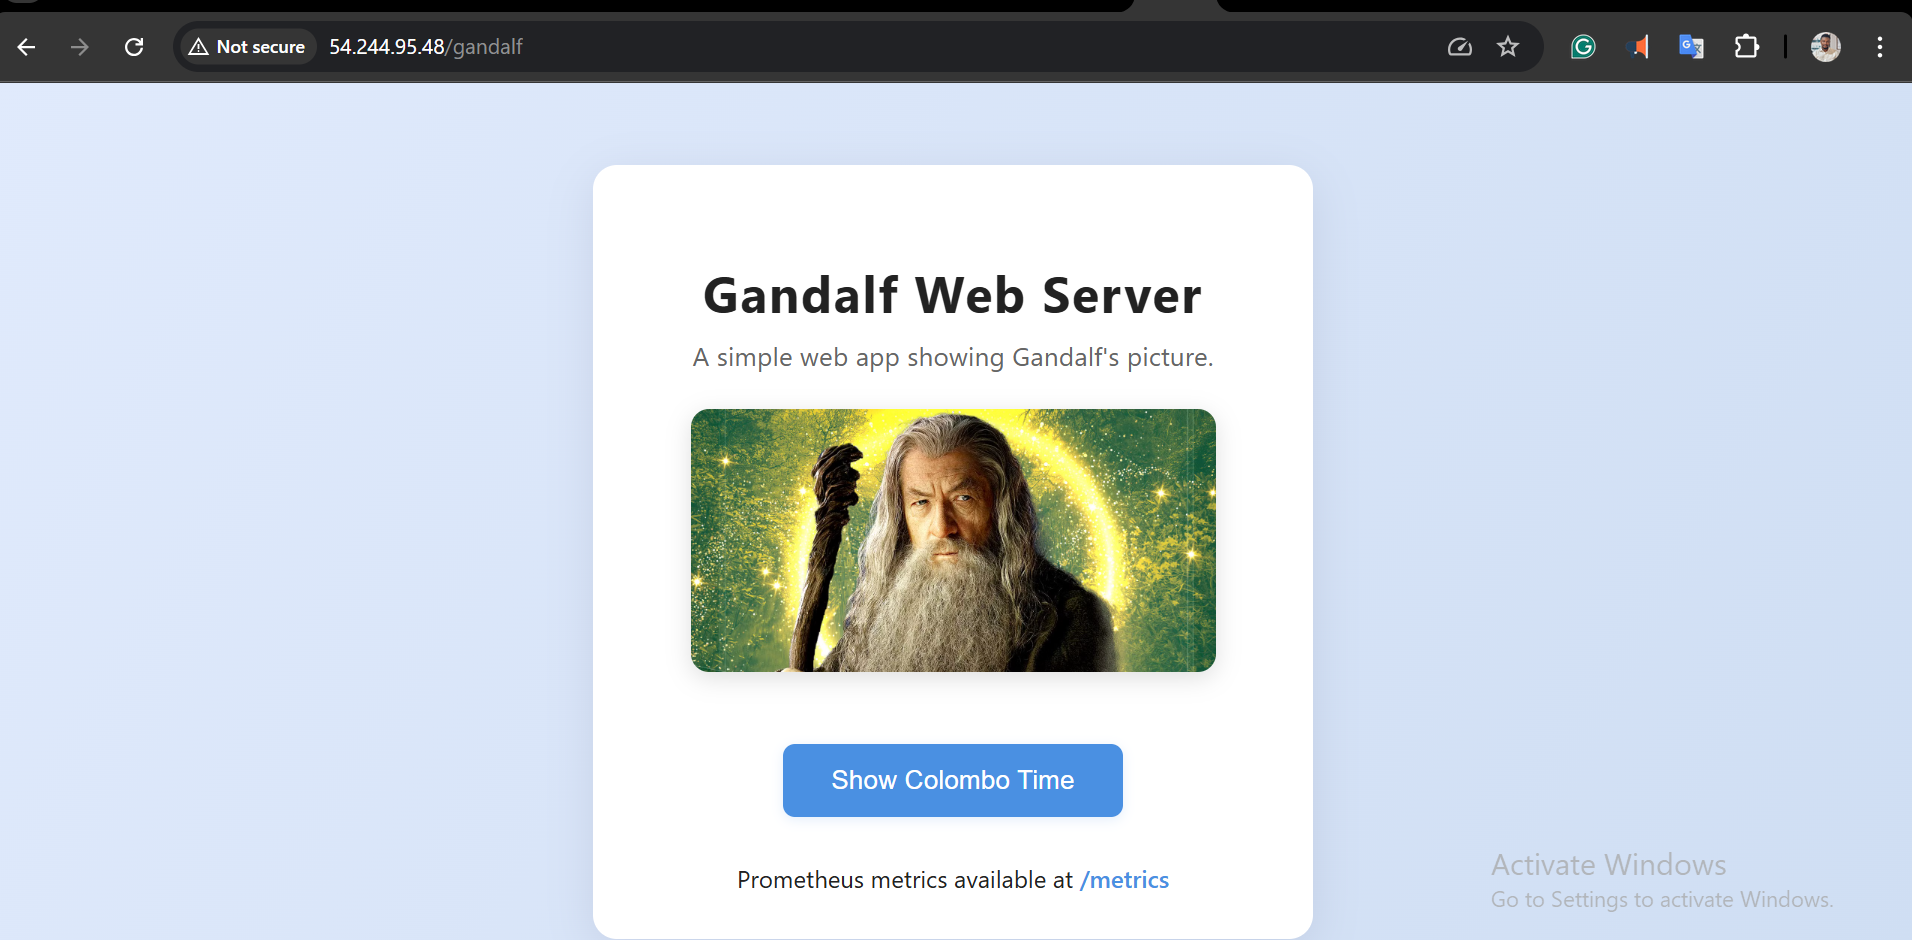 Not secure 54.244.95.48/gandalf
Gandalf Web Server
A simple web app showing Gandalf's picture.
Show Colombo Time
Prometheus metrics available at /metrics
Activate Windows
Go to Settings to activate Windows.